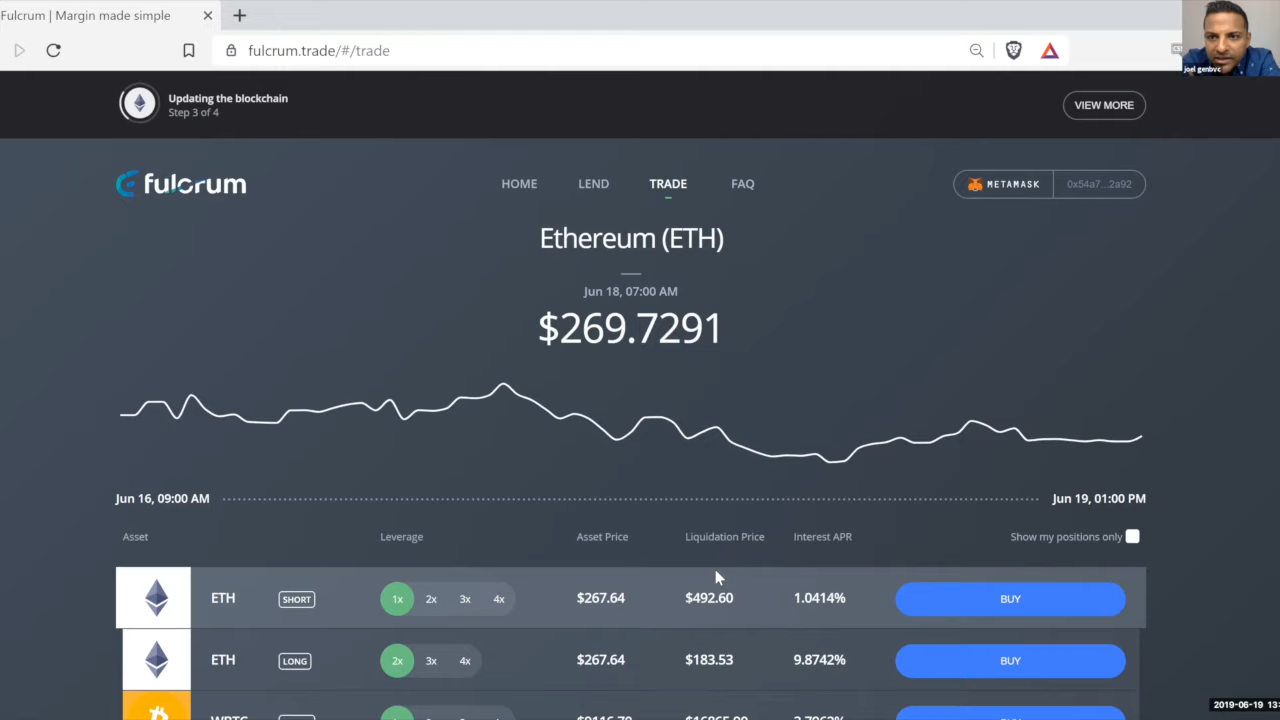 Fulcrum | Margin made simple
fulcrum.trade/#/trade
joel genbvc
Updating the blockchain
Step 3 of 4
VIEW MORE
fulcrum
HOME LEND TRADE FAQ
METAMASK 0x54a7...2a92
Ethereum (ETH)
Jun 18, 07:00 AM
$269.7291
Jun 16, 09:00 AM Jun 19, 01:00 PM
Asset Leverage Asset Price Liquidation Price Interest APR Show my positions only
ETH SHORT 1x 2x 3x 4x $267.64 $492.60 1.0414% BUY
ETH LONG 2x 3x 4x $267.64 $183.53 9.8742% BUY
2019-06-19 13